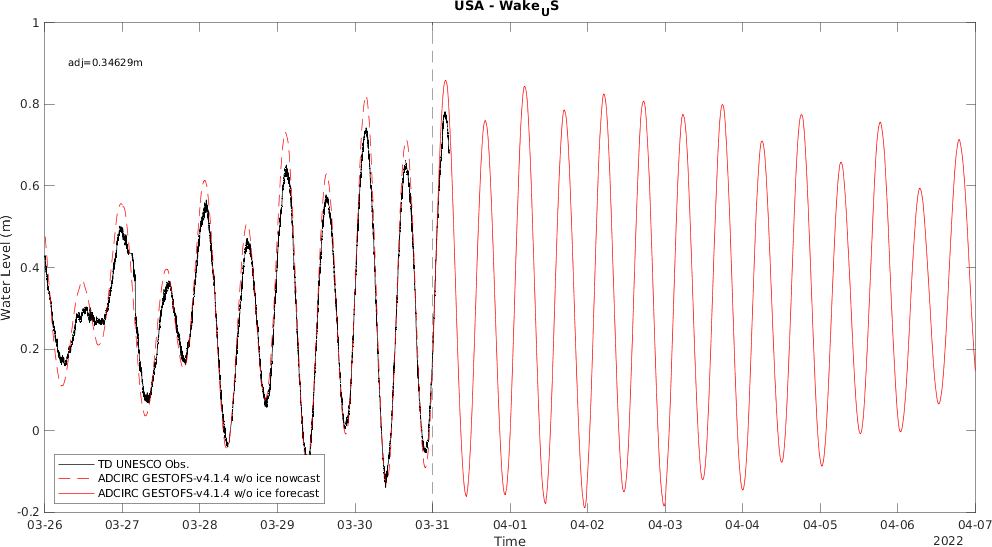 USA - WakeUS
1
adj=0.34629m
0.8
0.6
0.4
0.2
0
-0.2
Water Level (m)
TD UNESCO Obs.
ADCIRC GESTOFS-v4.1.4 w/o ice nowcast
ADCIRC GESTOFS-v4.1.4 w/o ice forecast
03-26 03-27 03-28 03-29 03-30 03-31 04-01 04-02 04-03 04-04 04-05 04-06 04-07
Time
2022